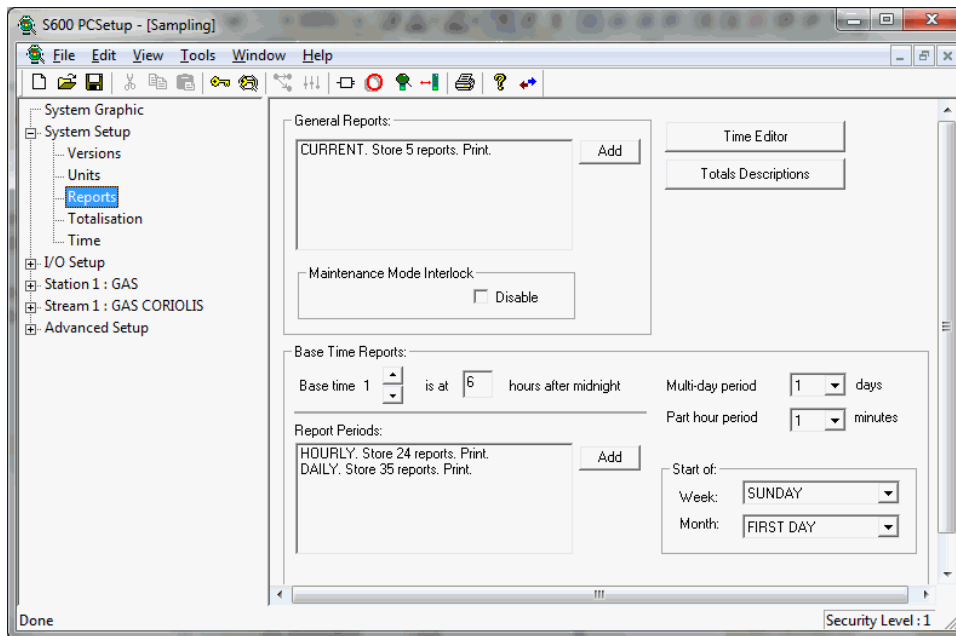 S600 PCSetup - [Sampling]
File Edit View Tools Window Help
System Graphic
System Setup
Versions
Units
Reports
Totalisation
Time
I/O Setup
Station 1 : GAS
Stream 1 : GAS CORIOLIS
Advanced Setup
General Reports:
CURRENT. Store 5 reports. Print.
Add
Time Editor
Totals Descriptions
Maintenance Mode Interlock
Disable
Base Time Reports:
Base time 1 is at 6 hours after midnight
Multi-day period 1 days
Part hour period 1 minutes
Report Periods:
HOURLY. Store 24 reports. Print.
DAILY. Store 35 reports. Print.
Add
Start of:
Week: SUNDAY
Month: FIRST DAY
Done
Security Level : 1